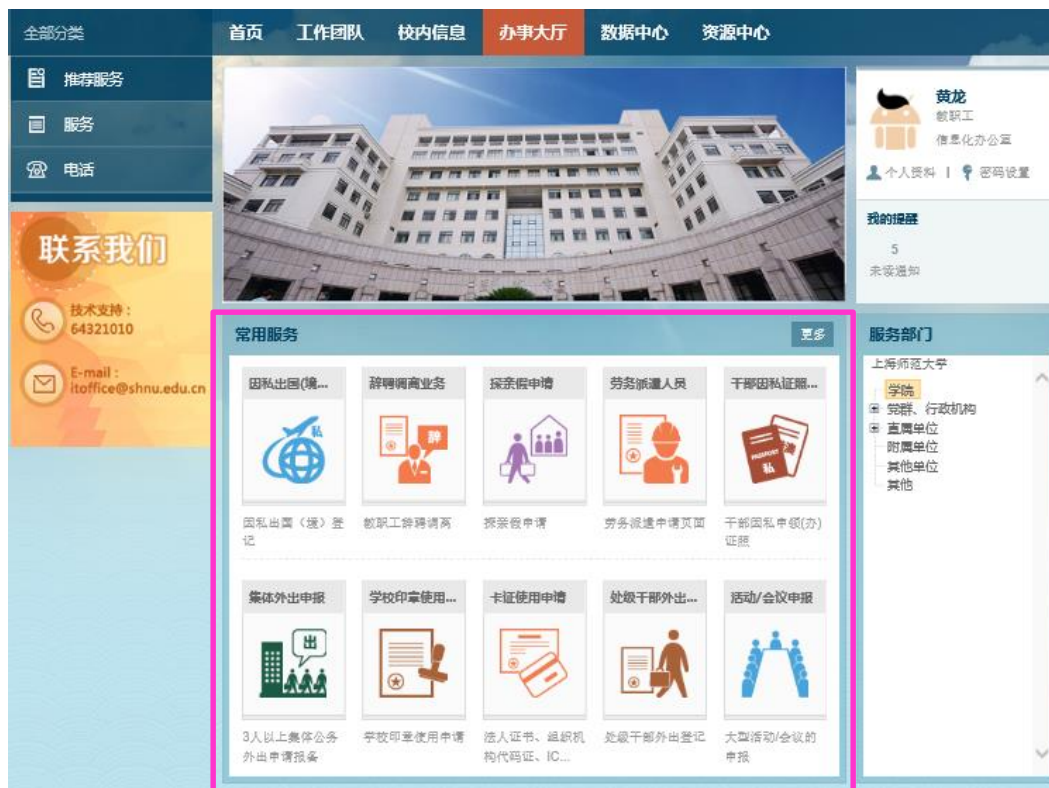 全部分类
首页
工作团队
校内信息
办事大厅
数据中心
资源中心
推荐服务
服务
电话
联系我们
技术支持：
64321010
E-mail：
itoffice@shnu.edu.cn
黄龙
教职工
信息化办公室
个人资料 | 密码设置
我的提醒
5
未读通知
常用服务
更多
因私出国(境...
辞聘调离业务
探亲假申请
劳务派遣人员
干部因私证照...
辞
私
PASSPORT
私
因私出国（境）登
记
教职工辞聘调离
探亲假申请
劳务派遣申请页面
干部因私申领(办)
证照
集体外出申报
学校印章使用...
卡证使用申请
处级干部外出...
活动/会议申报
出
3人以上集体公务
外出申请报备
学校印章使用申请
法人证书、组织机
构代码证、IC...
处级干部外出登记
大型活动/会议的
申报
服务部门
上海师范大学
学院
党群、行政机构
直属单位
附属单位
其他单位
其他